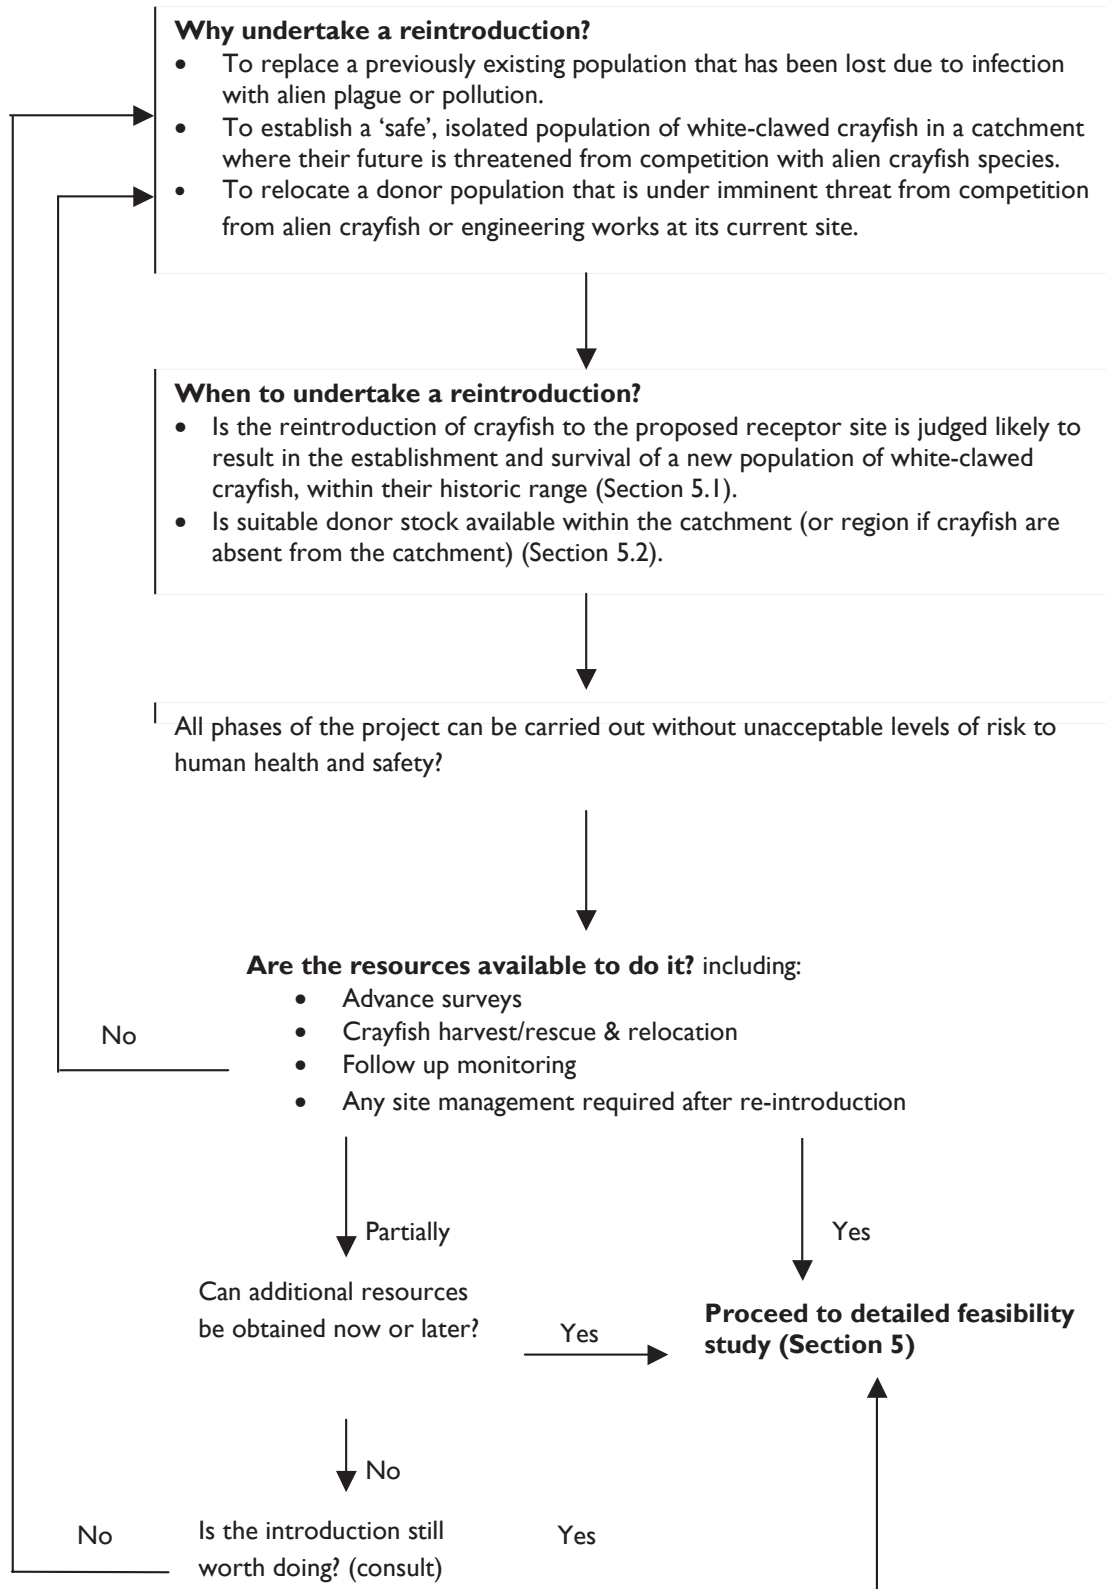 Why undertake a reintroduction?
• To replace a previously existing population that has been lost due to infection
with alien plague or pollution.
• To establish a ‘safe’, isolated population of white-clawed crayfish in a catchment
where their future is threatened from competition with alien crayfish species.
• To relocate a donor population that is under imminent threat from competition
from alien crayfish or engineering works at its current site.
When to undertake a reintroduction?
• Is the reintroduction of crayfish to the proposed receptor site is judged likely to
result in the establishment and survival of a new population of white-clawed
crayfish, within their historic range (Section 5.1).
• Is suitable donor stock available within the catchment (or region if crayfish are
absent from the catchment) (Section 5.2).
All phases of the project can be carried out without unacceptable levels of risk to
human health and safety?
Are the resources available to do it? including:
• Advance surveys
• Crayfish harvest/rescue & relocation
• Follow up monitoring
• Any site management required after re-introduction
No
Partially
Yes
Can additional resources
be obtained now or later?
Yes
Proceed to detailed feasibility
study (Section 5)
No
No
Is the introduction still
worth doing? (consult)
Yes